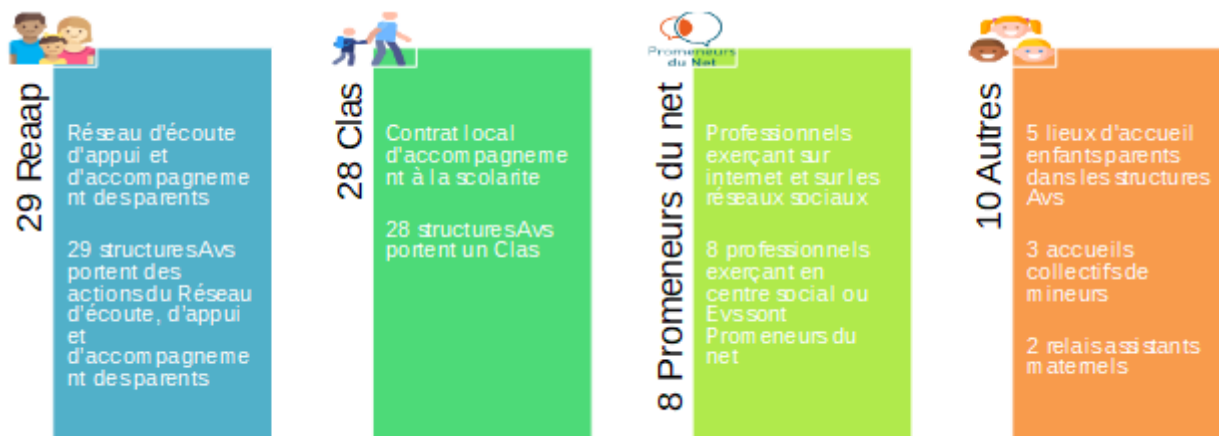 29 Reaap
Réseau d'écoute
d'appui et
d'accompagneme
nt des parents
29 structures Avs
portent des
actions du Réseau
d'écoute, d'appui
et
d'accompagneme
nt des parents
28 Clas
Contrat local
d'accompagneme
nt à la scolarite
28 structures Avs
portent un Clas
Promeneurs
du Net
8 Promeneurs du net
Professionnels
exerçant sur
internet et sur les
réseaux sociaux
8 professionnels
exerçant en
centre social ou
Evs sont
Promeneurs du
net
10 Autres
5 lieux d'accueil
enfants parents
dans les structures
Avs
3 accueils
collectifs de
mineurs
2 relais assistants
maternels